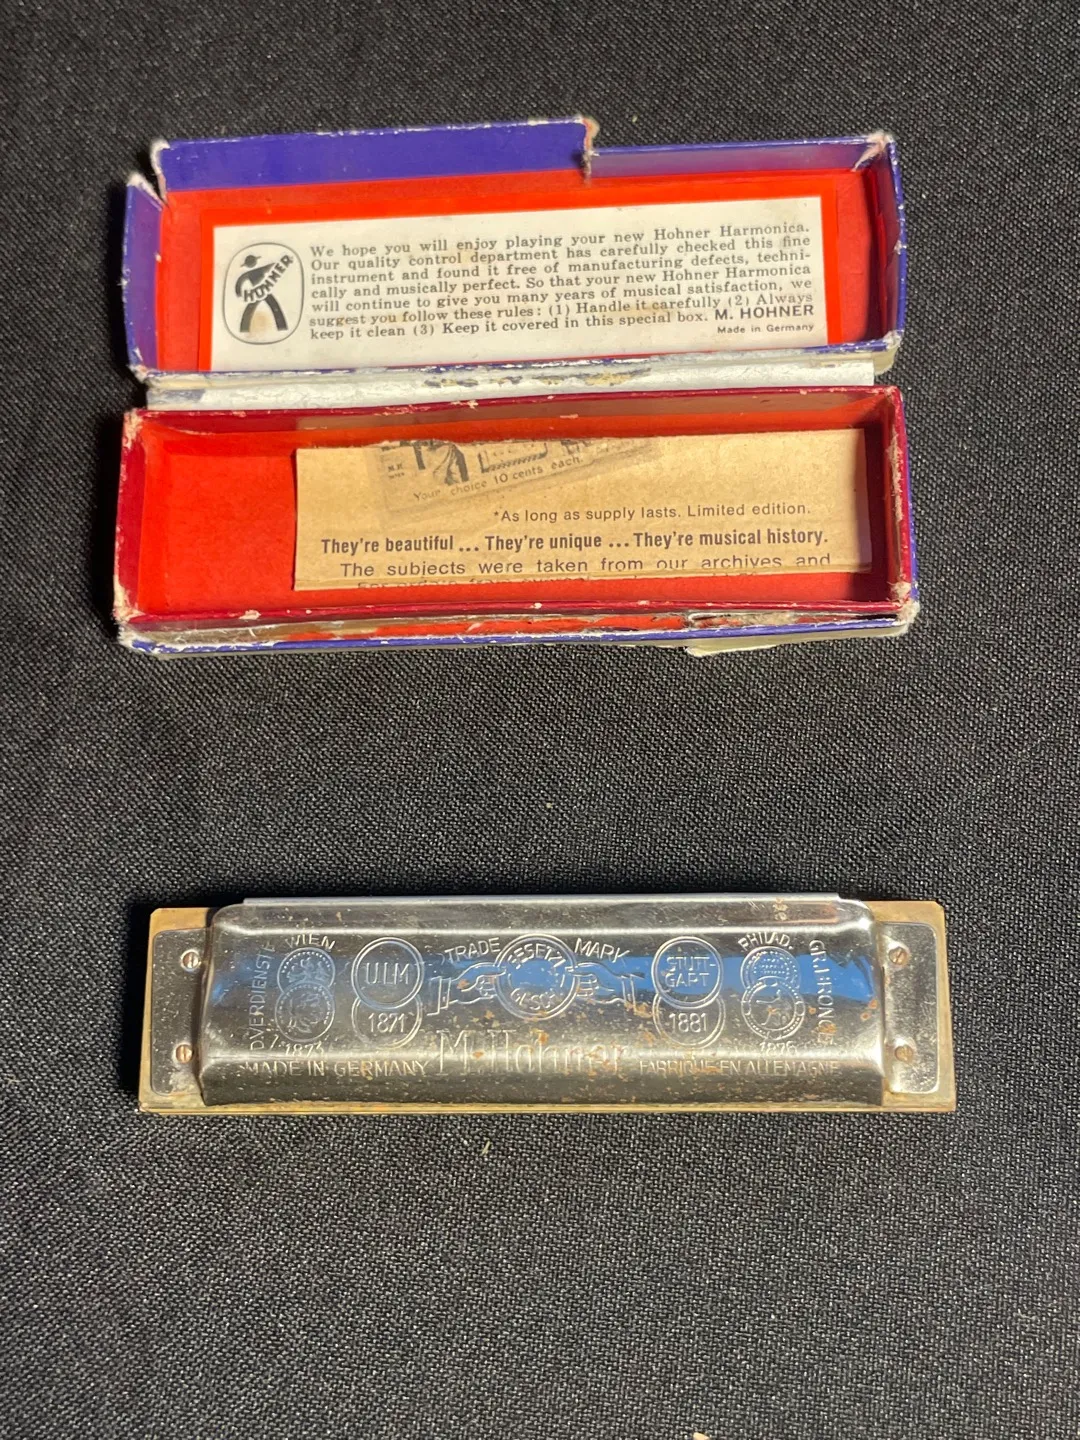 HOHNER
We hope you will enjoy playing your new Hohner Harmonica.
Our quality control department has carefully checked this fine
instrument and found it free of manufacturing defects, techni-
cally and musically perfect. So that your new Hohner Harmonica
will continue to give you many years of musical satisfaction, we
suggest you follow these rules: (1) Handle it carefully (2) Always
keep it clean (3) Keep it covered in this special box. M. HOHNER
Made in Germany
Your choice 10 cents each.
*As long as supply lasts. Limited edition.
They're beautiful ... They're unique ... They're musical history.
The subjects were taken from our archives and
D. VERDIENSTE WIEN 1873
ULM 1871
TRADE MARK
STUTT-
GART
1881
PHILAD. 1876
MADE IN GERMANY M. Hohner FABRIQUE EN ALLEMAGNE